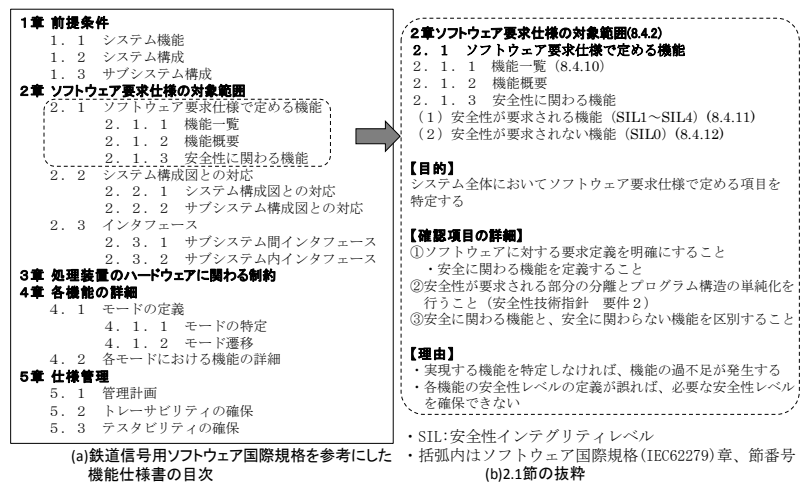 1章 前提条件
1．1 システム機能
1．2 システム構成
1．3 サブシステム構成
2章 ソフトウェア要求仕様の対象範囲
2．1 ソフトウェア要求仕様で定める機能
2．1．1 機能一覧
2．1．2 機能概要
2．1．3 安全性に関わる機能
2．2 システム構成図との対応
2．2．1 システム構成図との対応
2．2．2 サブシステム構成図との対応
2．3 インタフェース
2．3．1 サブシステム間インタフェース
2．3．2 サブシステム内インタフェース
3章 処理装置のハードウェアに関わる制約
4章 各機能の詳細
4．1 モードの定義
4．1．1 モードの特定
4．1．2 モード遷移
4．2 各モードにおける機能の詳細
5章 仕様管理
5．1 管理計画
5．2 トレーサビリティの確保
5．3 テスタビリティの確保
(a)鉄道信号用ソフトウェア国際規格を参考にした
機能仕様書の目次
2章ソフトウェア要求仕様の対象範囲(8.4.2)
2．1 ソフトウェア要求仕様で定める機能
2．1．1 機能一覧（8.4.10）
2．1．2 機能概要
2．1．3 安全性に関わる機能
（1）安全性が要求される機能（SIL1～SIL4）(8.4.11)
（2）安全性が要求されない機能（SIL0）(8.4.12)
【目的】
システム全体においてソフトウェア要求仕様で定める項目を
特定する
【確認項目の詳細】
①ソフトウェアに対する要求定義を明確にすること
・安全に関わる機能を定義すること
②安全性が要求される部分の分離とプログラム構造の単純化を
行うこと（安全性技術指針 要件2）
③安全に関わる機能と、安全に関わらない機能を区別すること
【理由】
・実現する機能を特定しなければ、機能の過不足が発生する
・各機能の安全性レベルの定義が誤れば、必要な安全性レベル
を確保できない
・SIL:安全性インテグリティレベル
・括弧内はソフトウェア国際規格(IEC62279)章、節番号
(b)2.1節の抜粋